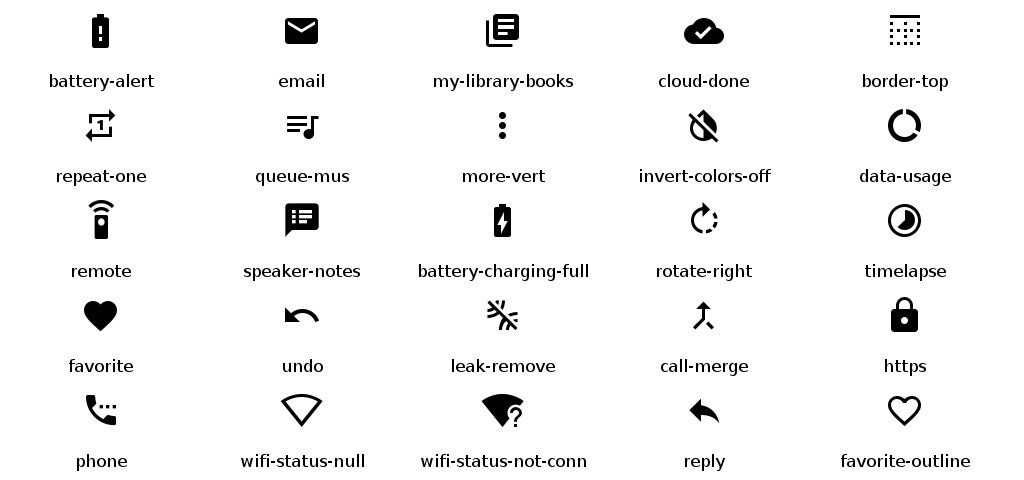 battery-alert email my-library-books cloud-done border-top
repeat-one queue-mus more-vert invert-colors-off data-usage
remote speaker-notes battery-charging-full rotate-right timelapse
favorite undo leak-remove call-merge https
phone wifi-status-null wifi-status-not-conn reply favorite-outline